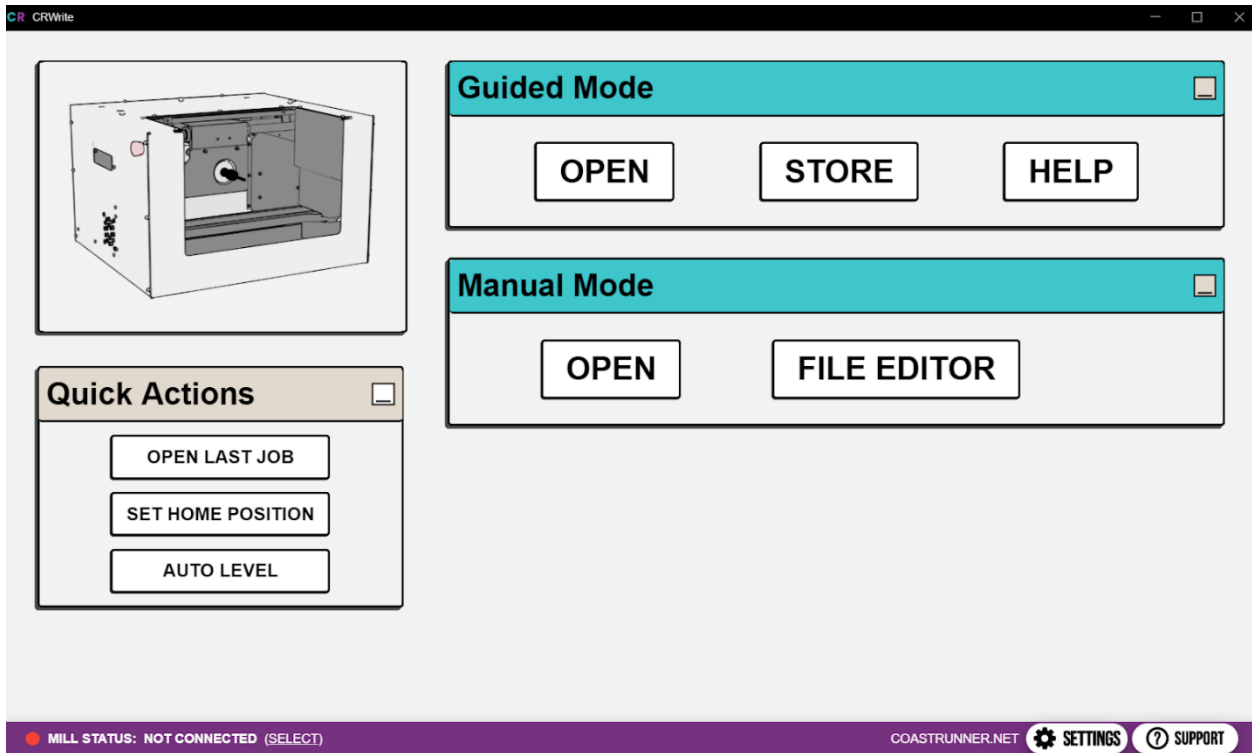 CR CRWrite
Guided Mode
OPEN STORE HELP
Manual Mode
OPEN FILE EDITOR
Quick Actions
OPEN LAST JOB
SET HOME POSITION
AUTO LEVEL
MILL STATUS: NOT CONNECTED (SELECT)
COASTRUNNER.NET SETTINGS ? SUPPORT